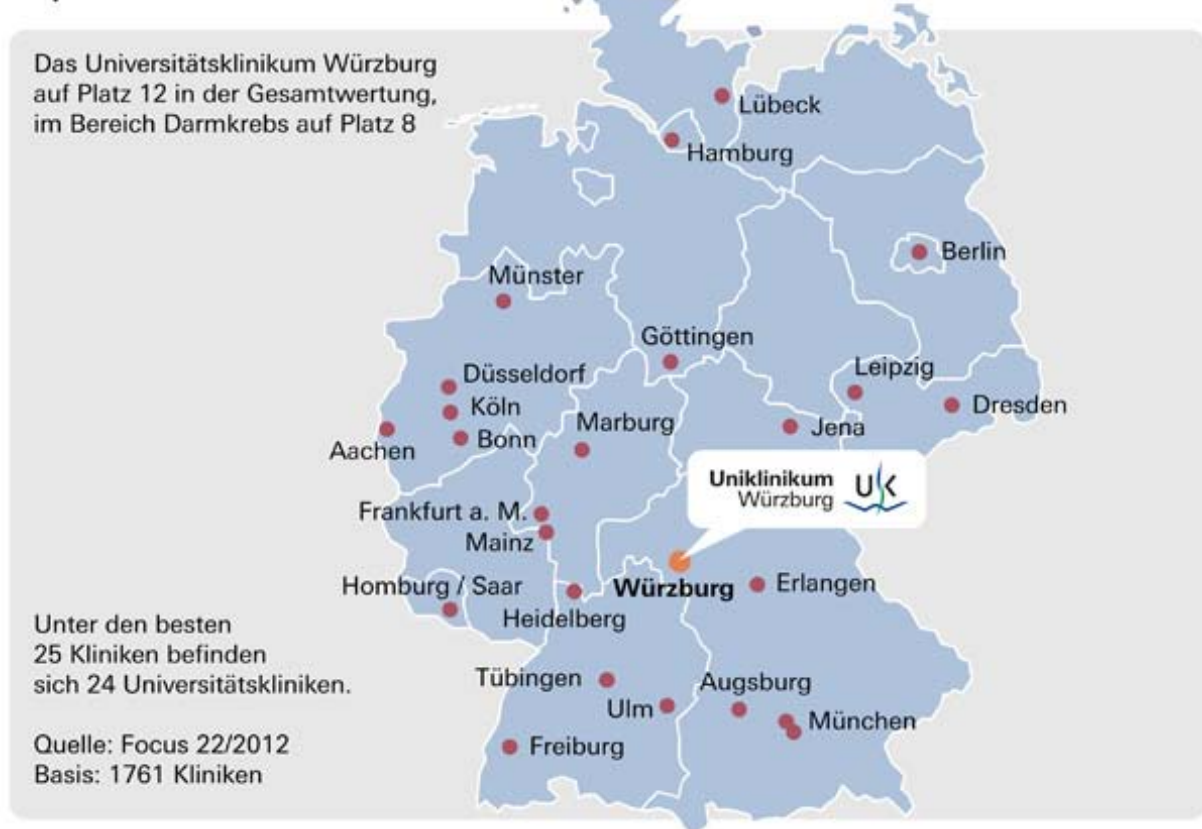 Das Universitätsklinikum Würzburg
auf Platz 12 in der Gesamtwertung,
im Bereich Darmkrebs auf Platz 8
Lübeck
Hamburg
Berlin
Münster
Göttingen
Düsseldorf
Köln
Bonn
Aachen
Marburg
Leipzig
Dresden
Jena
Uniklinikum
Würzburg
UK
Frankfurt a. M.
Mainz
Homburg / Saar
Heidelberg
Würzburg
Erlangen
Tübingen
Ulm
Augsburg
München
Freiburg
Unter den besten
25 Kliniken befinden
sich 24 Universitätskliniken.
Quelle: Focus 22/2012
Basis: 1761 Kliniken